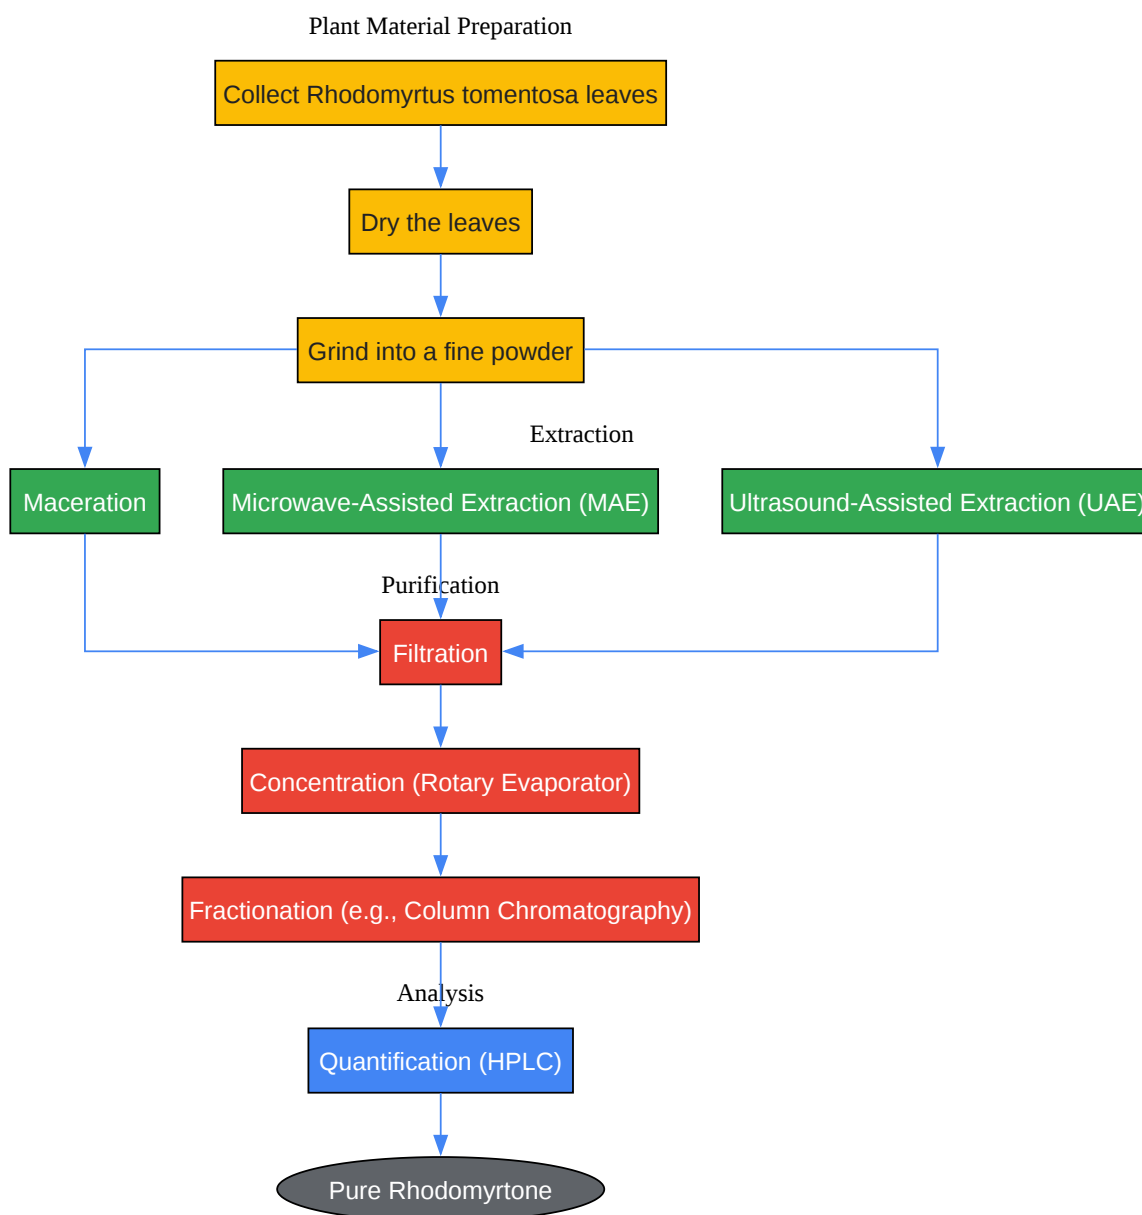 Plant Material Preparation
Collect Rhodomyrtus tomentosa leaves
Dry the leaves
Grind into a fine powder
Extraction
Maceration
Microwave-Assisted Extraction (MAE)
Ultrasound-Assisted Extraction (UAE)
Purification
Filtration
Concentration (Rotary Evaporator)
Fractionation (e.g., Column Chromatography)
Analysis
Quantification (HPLC)
Pure Rhodomyrtone